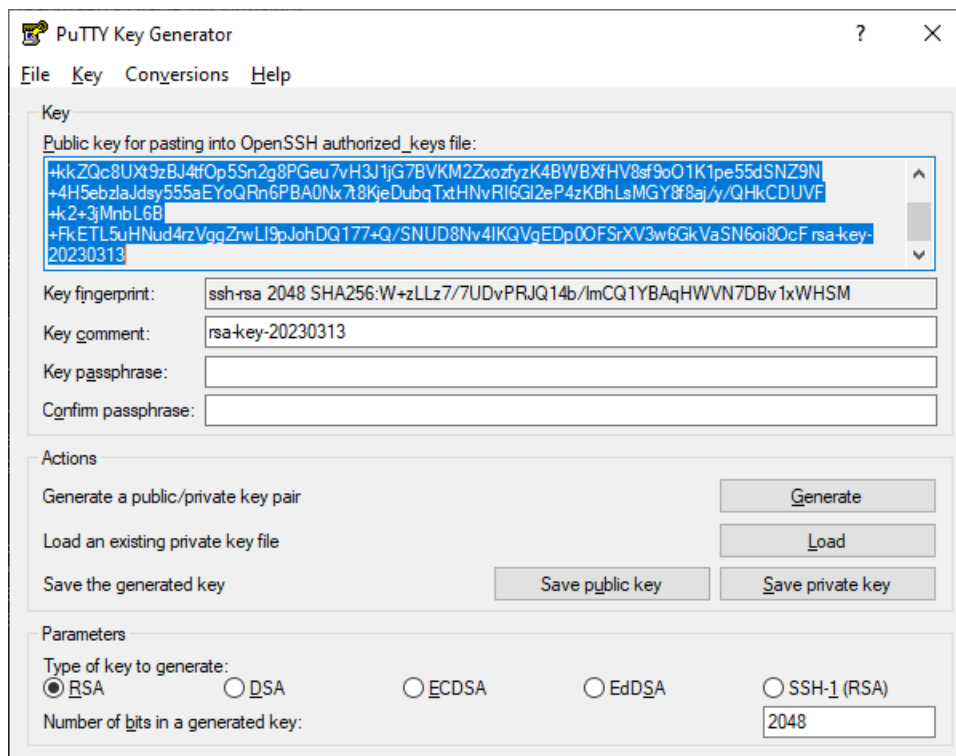 PuTTY Key Generator
?
File Key Conversions Help
Key
Public key for pasting into OpenSSH authorized_keys file:
+kkZQc8UXt9zBJ4tfOp5Sn2g8PGeu7vH3J1jG7BVKM2ZxozfyzK4BWBXfHV8sf9oO1K1pe55dSNZ9N
+4H5ebzlaJdsy555aEYoQRn6PBA0Nx7t8KjeDubqTxtHNvRI6Gl2eP4zKBhLsMGY8f8aj/y/QHkCDUVF
+k2+3jMnbL6B
+FkETL5uHNud4rzVggZrwLI9pJohDQ177+Q/SNUD8Nv4IKQVgEDp0OFSrXV3w6GkVaSN6oi8OcF rsa-key-
20230313
Key fingerprint: ssh-rsa 2048 SHA256:W+zLLz7/7UDvPRJQ14b/ImCQ1YBAqHWVN7DBv1xWHSM
Key comment: rsa-key-20230313
Key passphrase:
Confirm passphrase:
Actions
Generate a public/private key pair Generate
Load an existing private key file Load
Save the generated key Save public key Save private key
Parameters
Type of key to generate:
RSA DSA ECDSA EdDSA SSH-1 (RSA)
Number of bits in a generated key: 2048